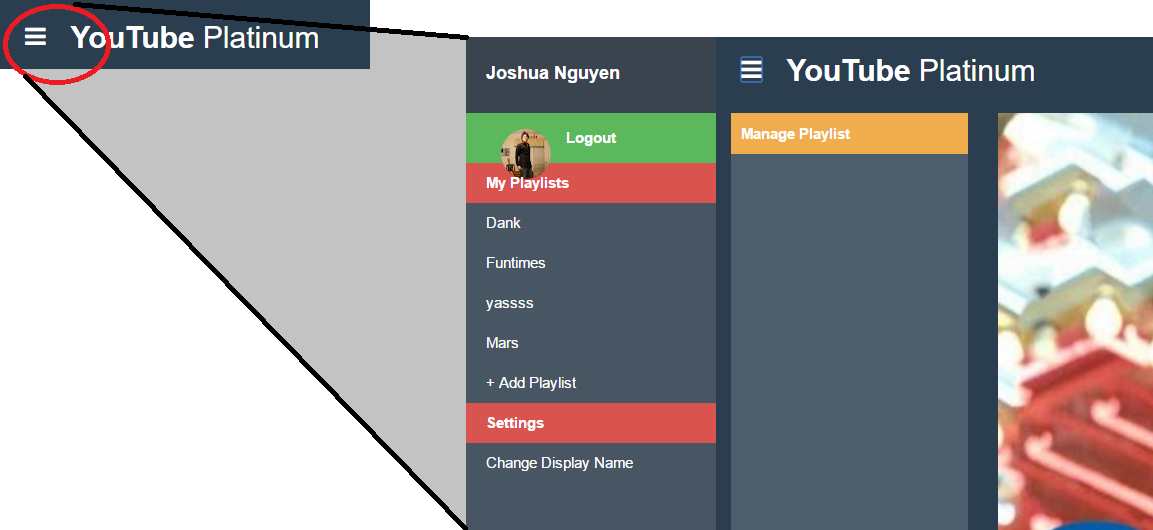 YouTube Platinum
Joshua Nguyen
YouTube Platinum
Logout
Manage Playlist
My Playlists
Dank
Funtimes
yassss
Mars
+ Add Playlist
Settings
Change Display Name